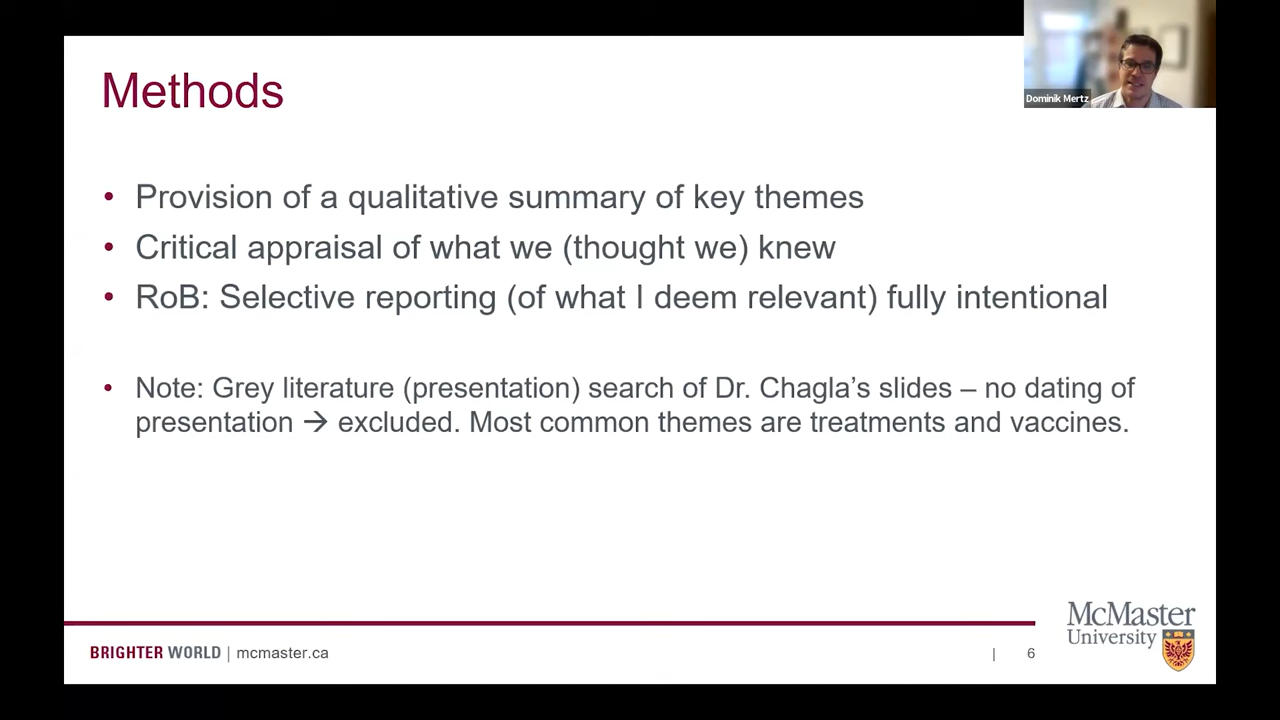 Methods
Dominik Mertz
• Provision of a qualitative summary of key themes
• Critical appraisal of what we (thought we) knew
• RoB: Selective reporting (of what I deem relevant) fully intentional
• Note: Grey literature (presentation) search of Dr. Chagla’s slides – no dating of
presentation → excluded. Most common themes are treatments and vaccines.
BRIGHTER WORLD | mcmaster.ca
| 6
McMaster
University